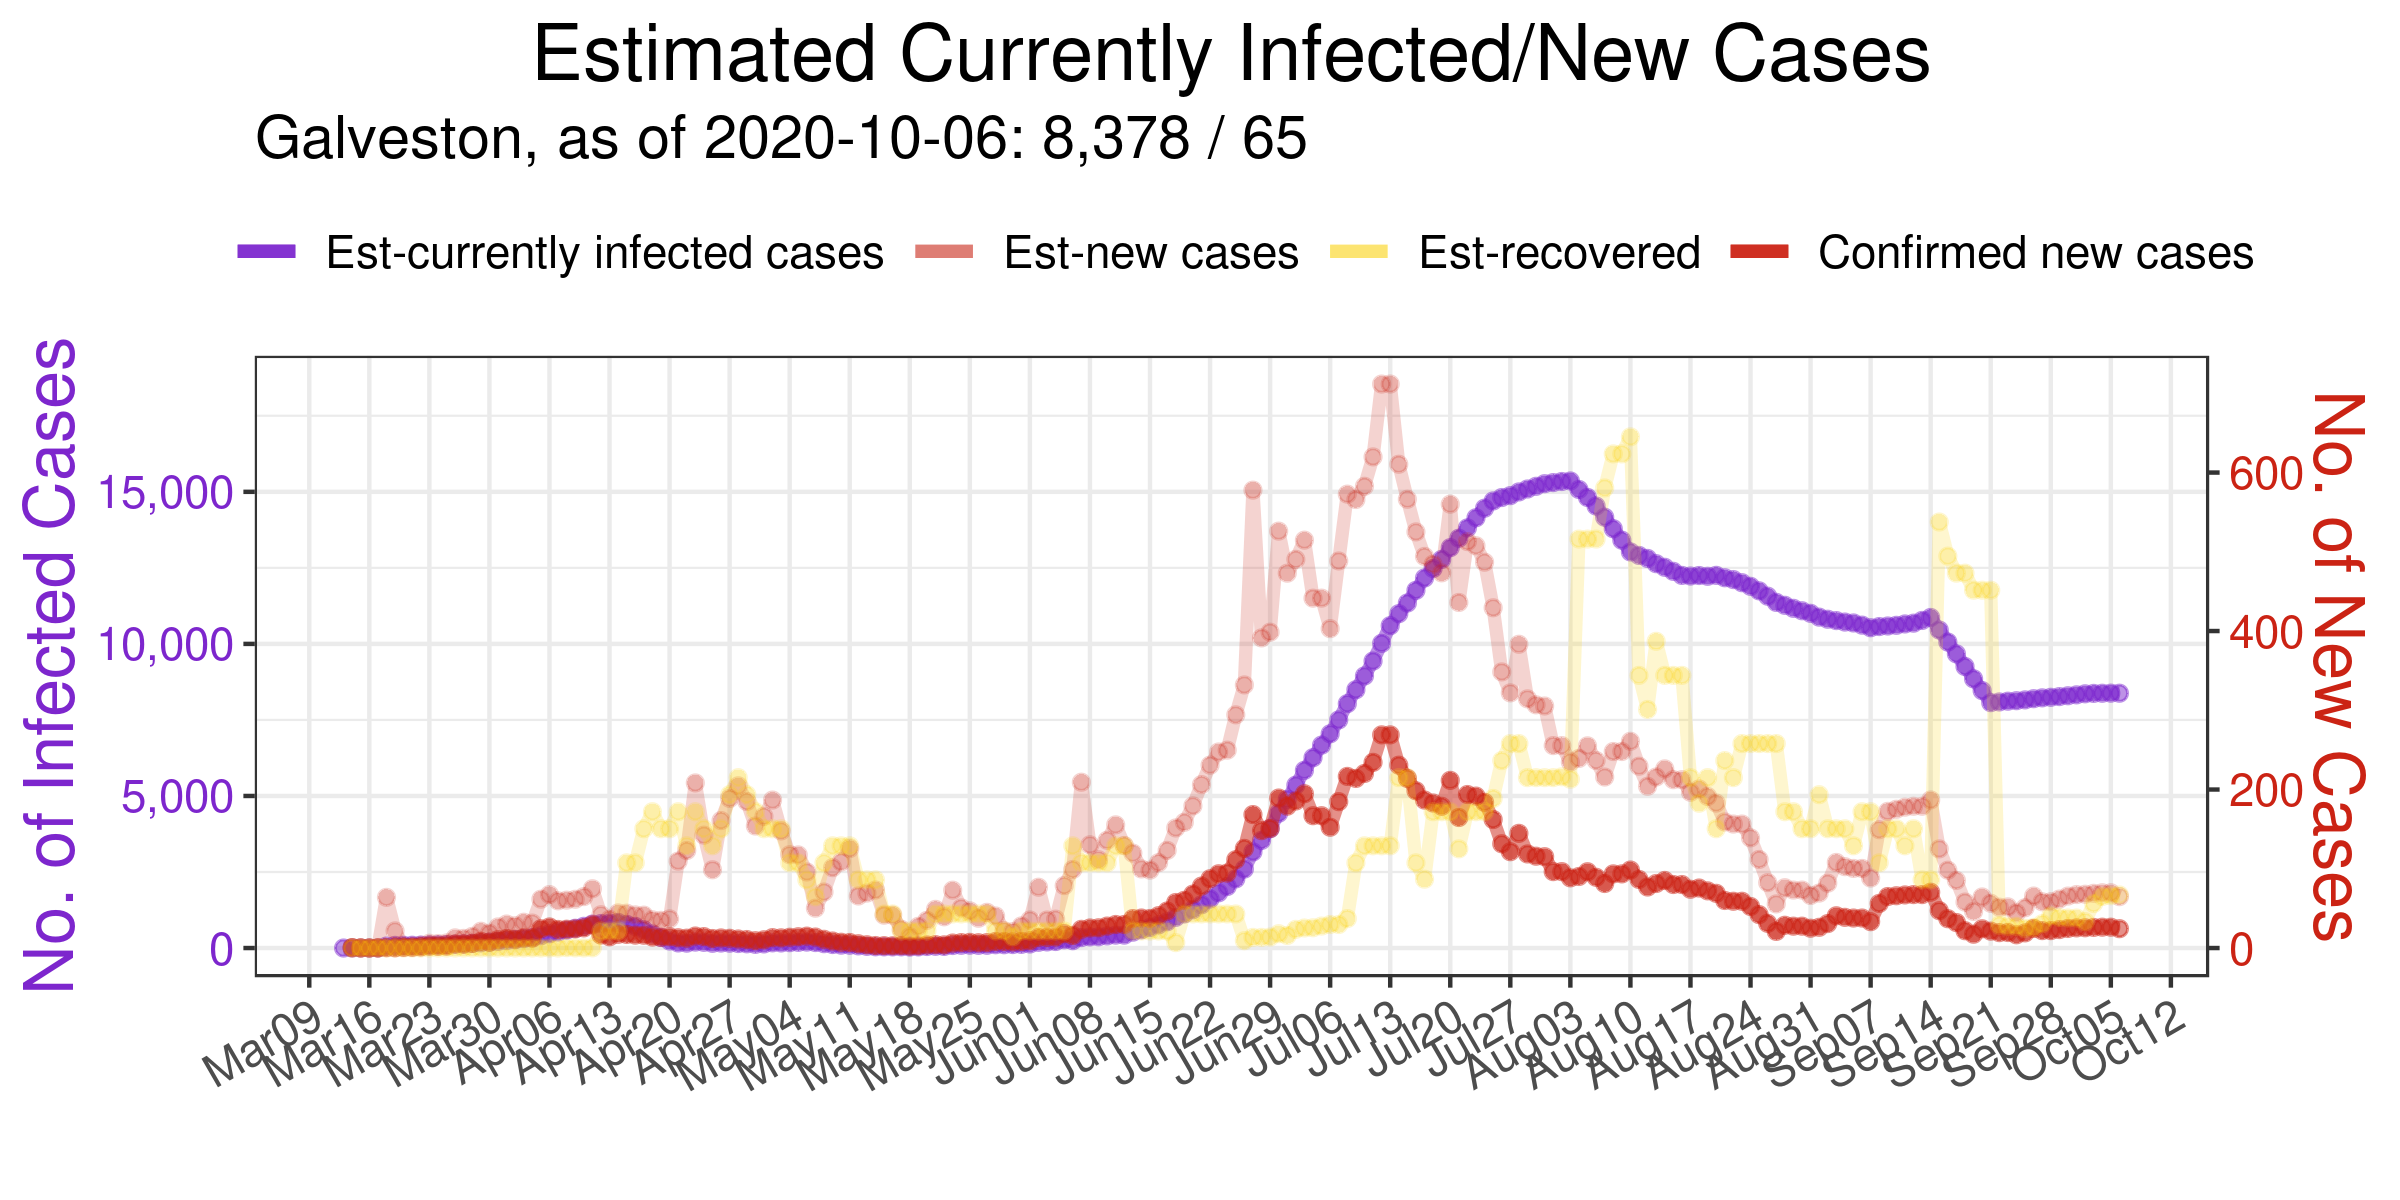 Estimated Currently Infected/New Cases
Galveston, as of 2020-10-06: 8,378 / 65
Est-currently infected cases Est-new cases Est-recovered Confirmed new cases
No. of Infected Cases
15,000
10,000
5,000
0
600
400
200
0
No. of New Cases
Mar09 Mar16 Mar23 Mar30 Apr06 Apr13 Apr20 Apr27 May04 May11 May18 May25 Jun01 Jun08 Jun15 Jun22 Jun29 Jul06 Jul13 Jul20 Jul27 Aug03 Aug10 Aug17 Aug24 Aug31 Sep07 Sep14 Sep21 Sep28 Oct05 Oct12